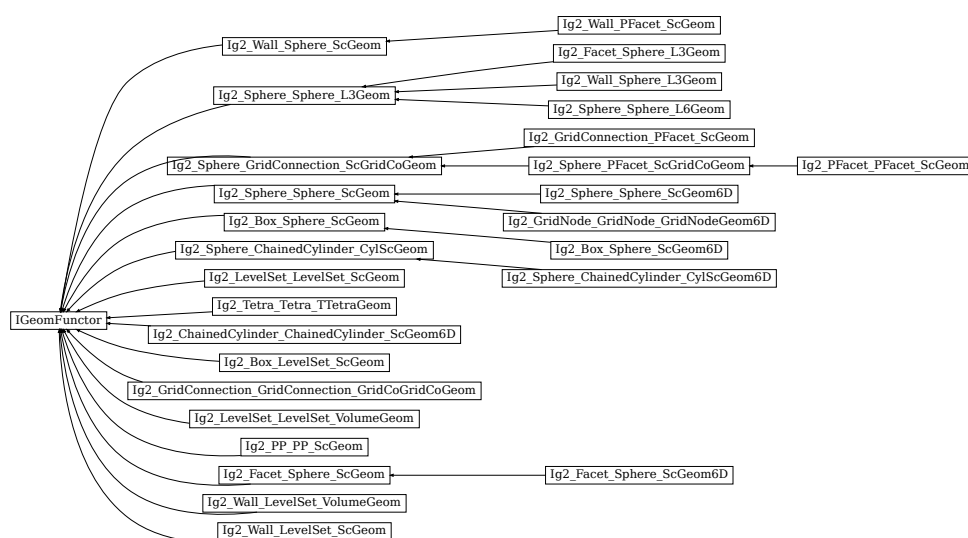 Ig2_Wall_PFacet_ScGeom
Ig2_Wall_Sphere_ScGeom
Ig2_Facet_Sphere_L3Geom
Ig2_Wall_Sphere_L3Geom
Ig2_Sphere_Sphere_L3Geom
Ig2_Sphere_Sphere_L6Geom
Ig2_GridConnection_PFacet_ScGeom
Ig2_Sphere_GridConnection_ScGridCoGeom
Ig2_Sphere_PFacet_ScGridCoGeom
Ig2_PFacet_PFacet_ScGeom
Ig2_Sphere_Sphere_ScGeom
Ig2_Sphere_Sphere_ScGeom6D
Ig2_GridNode_GridNode_GridNodeGeom6D
Ig2_Box_Sphere_ScGeom
Ig2_Box_Sphere_ScGeom6D
Ig2_Sphere_ChainedCylinder_CylScGeom
Ig2_Sphere_ChainedCylinder_CylScGeom6D
Ig2_LevelSet_LevelSet_ScGeom
Ig2_Tetra_Tetra_TTetraGeom
IGeomFunctor
Ig2_ChainedCylinder_ChainedCylinder_ScGeom6D
Ig2_Box_LevelSet_ScGeom
Ig2_GridConnection_GridConnection_GridCoGridCoGeom
Ig2_LevelSet_LevelSet_VolumeGeom
Ig2_PP_PP_ScGeom
Ig2_Facet_Sphere_ScGeom
Ig2_Facet_Sphere_ScGeom6D
Ig2_Wall_LevelSet_VolumeGeom
Ig2_Wall_LevelSet_ScGeom